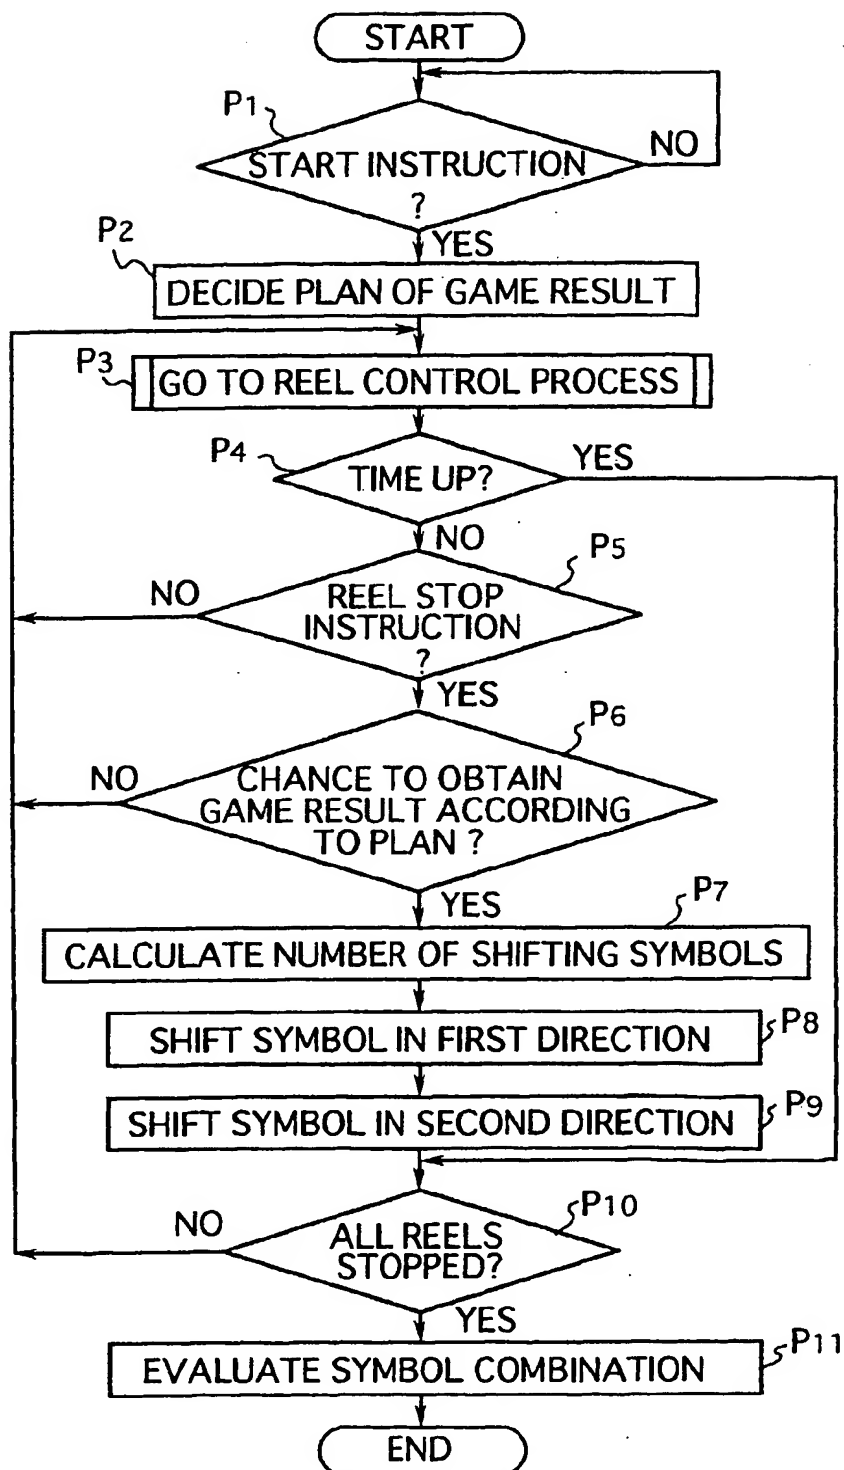 START
P1
START INSTRUCTION
?
NO
YES
P2
DECIDE PLAN OF GAME RESULT
P3
GO TO REEL CONTROL PROCESS
P4
TIME UP?
YES
NO
P5
REEL STOP
INSTRUCTION
?
NO
YES
P6
CHANCE TO OBTAIN
GAME RESULT ACCORDING
TO PLAN ?
NO
YES
P7
CALCULATE NUMBER OF SHIFTING SYMBOLS
SHIFT SYMBOL IN FIRST DIRECTION
P8
SHIFT SYMBOL IN SECOND DIRECTION
P9
P10
ALL REELS
STOPPED?
NO
YES
EVALUATE SYMBOL COMBINATION
P11
END